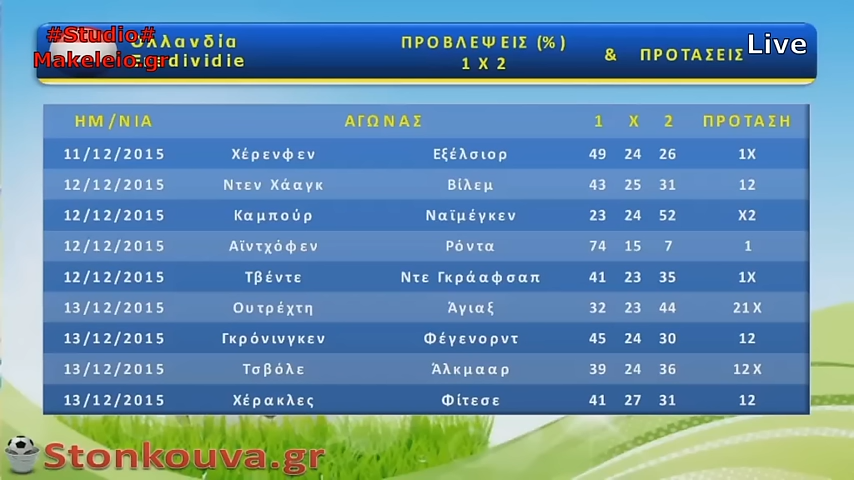 #Studio#
Makeleio.gr
Ολλανδία
Eredividie
ΠΡΟΒΛΕΨΕΙΣ (%)
1 X 2
& ΠΡΟΤΑΣΕΙΣ
Live
ΗΜ/ΝΙΑ ΑΓΩΝΑΣ 1 X 2 ΠΡΟΤΑΣΗ
11/12/2015 Χέρενφεν Εξέλσιορ 49 24 26 1X
12/12/2015 Ντεν Χάαγκ Βίλεμ 43 25 31 12
12/12/2015 Καμπούρ Ναϊμέγκεν 23 24 52 X2
12/12/2015 Αϊντχόφεν Ρόντα 74 15 7 1
12/12/2015 Τβέντε Ντε Γκράαφσαπ 41 23 35 1X
13/12/2015 Ουτρέχτη Άγιαξ 32 23 44 21X
13/12/2015 Γκρόνινγκεν Φέγενορντ 45 24 30 12
13/12/2015 Τσβόλε Άλκμααρ 39 24 36 12X
13/12/2015 Χέρακλες Φίτεσε 41 27 31 12
Stonkouva.gr